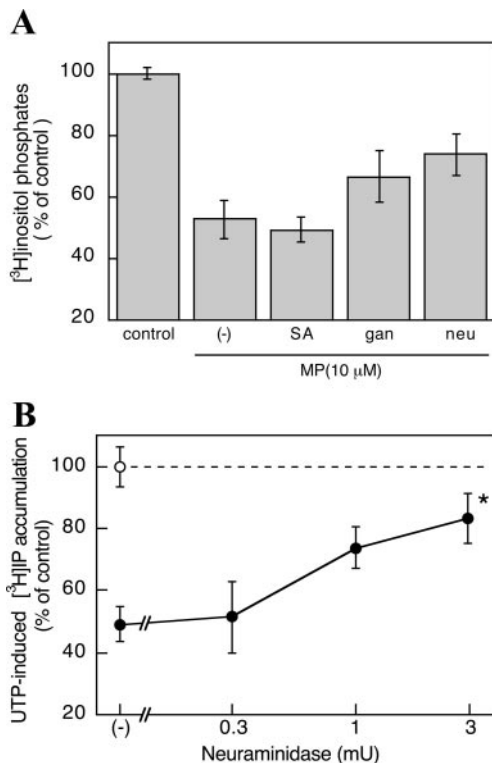 A
[³H]inositol phosphates
( % of control )
100
80
60
40
20
control (-) SA gan neu
MP(10 μM)
B
UTP-induced [³H]IP accumulation
(% of control)
100
80
60
40
20
*
(-) 0.3 1 3
Neuraminidase (mU)